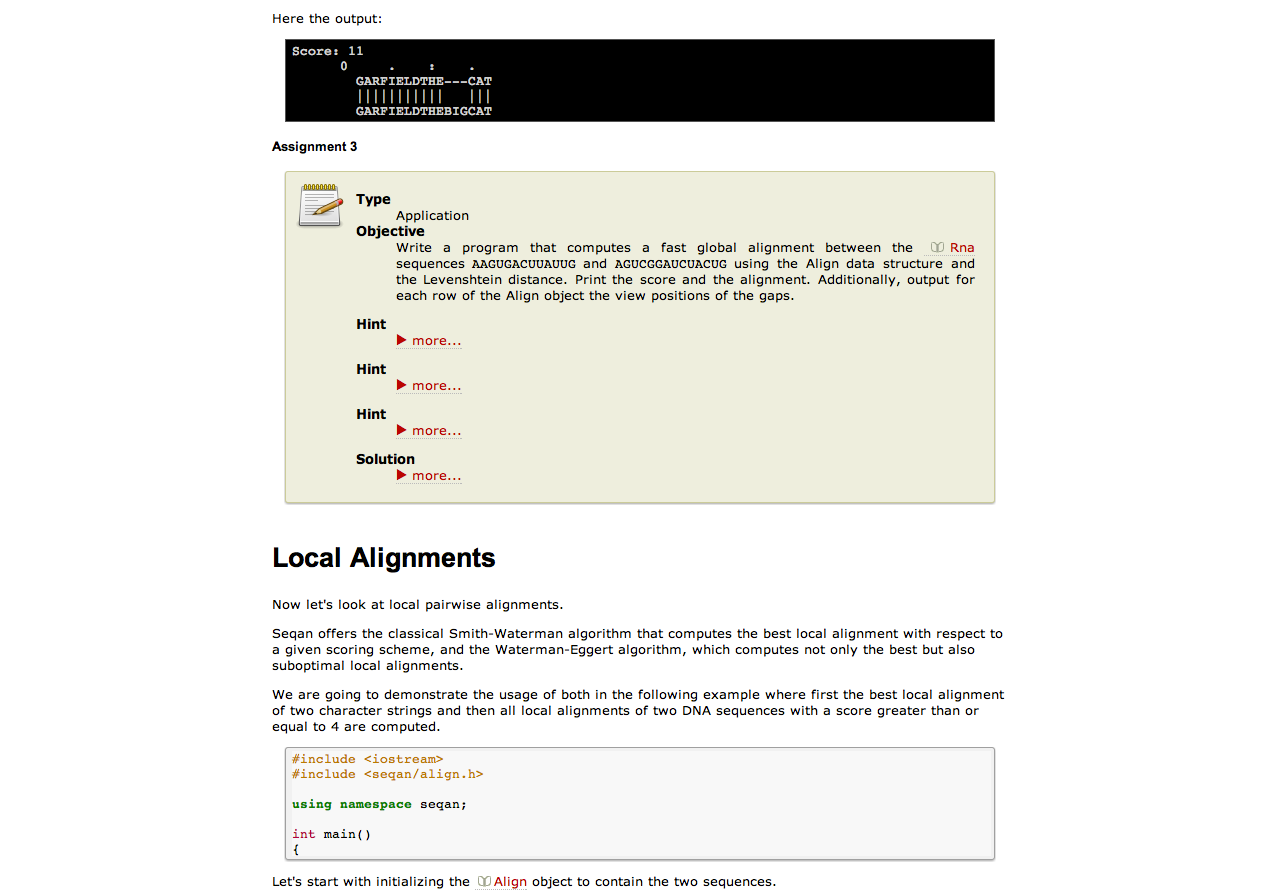 Here the output:
Score: 11
0     .    :    .
GARFIELDTHE---CAT
|||||||||||   |||
GARFIELDTHEBIGCAT
Assignment 3
Type
Application
Objective
Write a program that computes a fast global alignment between the Rna
sequences AAGUGACUUAUUG and AGUCGGAUCUACUG using the Align data structure and
the Levenshtein distance. Print the score and the alignment. Additionally, output for
each row of the Align object the view positions of the gaps.
Hint
more...
Hint
more...
Hint
more...
Solution
more...
Local Alignments
Now let's look at local pairwise alignments.
Seqan offers the classical Smith-Waterman algorithm that computes the best local alignment with respect to
a given scoring scheme, and the Waterman-Eggert algorithm, which computes not only the best but also
suboptimal local alignments.
We are going to demonstrate the usage of both in the following example where first the best local alignment
of two character strings and then all local alignments of two DNA sequences with a score greater than or
equal to 4 are computed.
#include <iostream>
#include <seqan/align.h>
using namespace seqan;
int main()
{
Let's start with initializing the Align object to contain the two sequences.